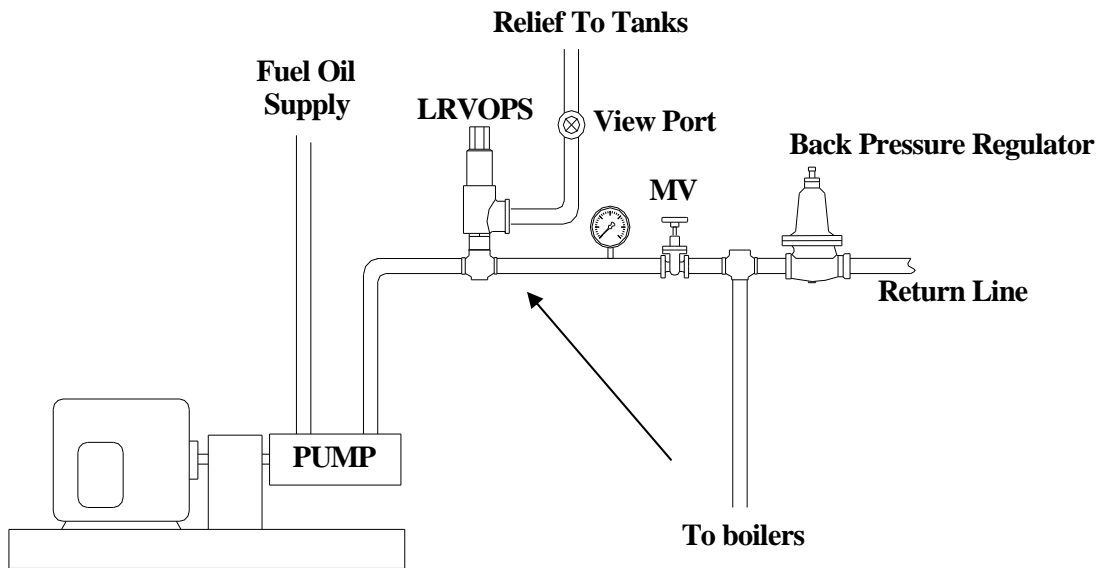 Relief To Tanks
Fuel Oil
Supply
LRVOPS
View Port
Back Pressure Regulator
MV
Return Line
PUMP
To boilers